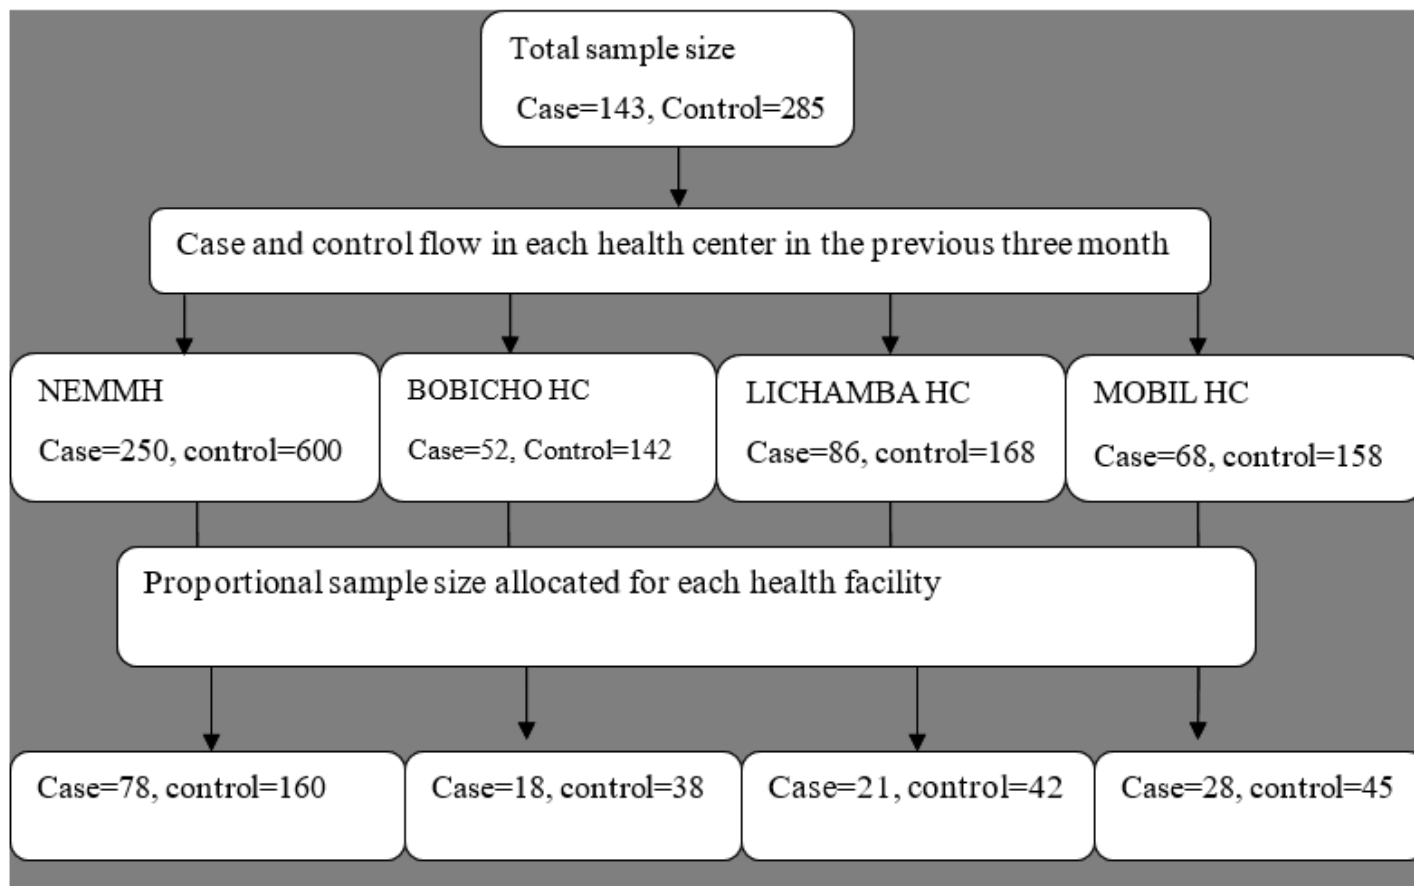 Total sample size
Case=143, Control=285
Case and control flow in each health center in the previous three month
NEMMH
Case=250, control=600
BOBICHO HC
Case=52, Control=142
LICHAMBA HC
Case=86, control=168
MOBIL HC
Case=68, control=158
Proportional sample size allocated for each health facility
Case=78, control=160
Case=18, control=38
Case=21, control=42
Case=28, control=45